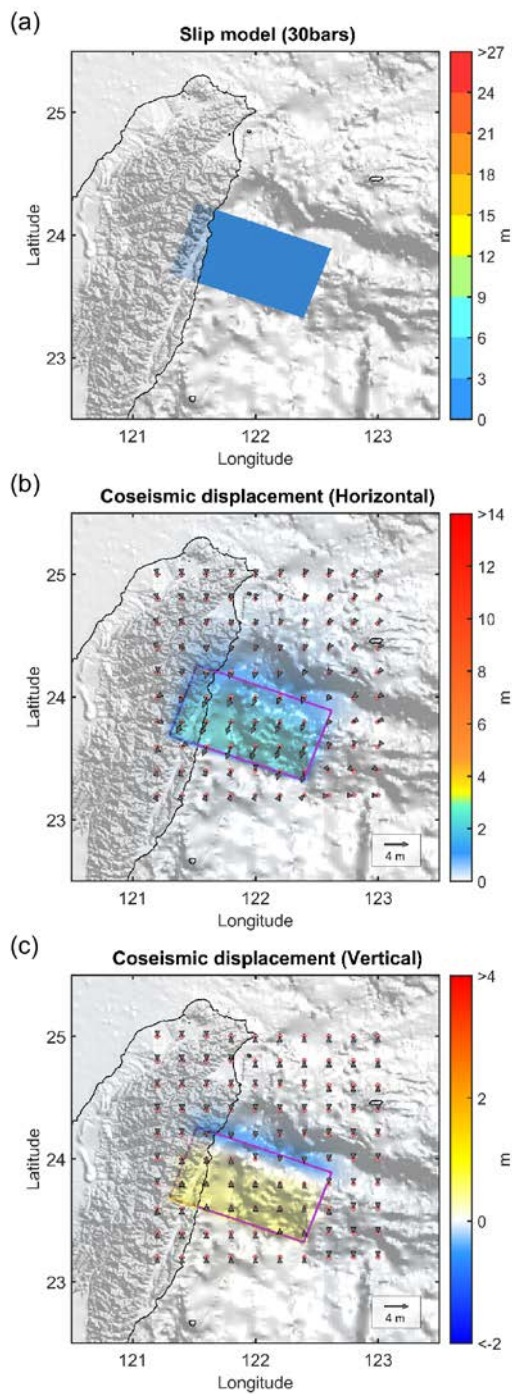 (a)
Slip model (30bars)
>27
24
21
18
15
12
9
6
3
0
m
25
24
23
Latitude
121
122
123
Longitude
(b)
Coseismic displacement (Horizontal)
>14
12
10
8
6
4
2
0
m
25
24
23
Latitude
4 m
121
122
123
Longitude
(c)
Coseismic displacement (Vertical)
>4
2
0
<-2
m
25
24
23
Latitude
4 m
121
122
123
Longitude